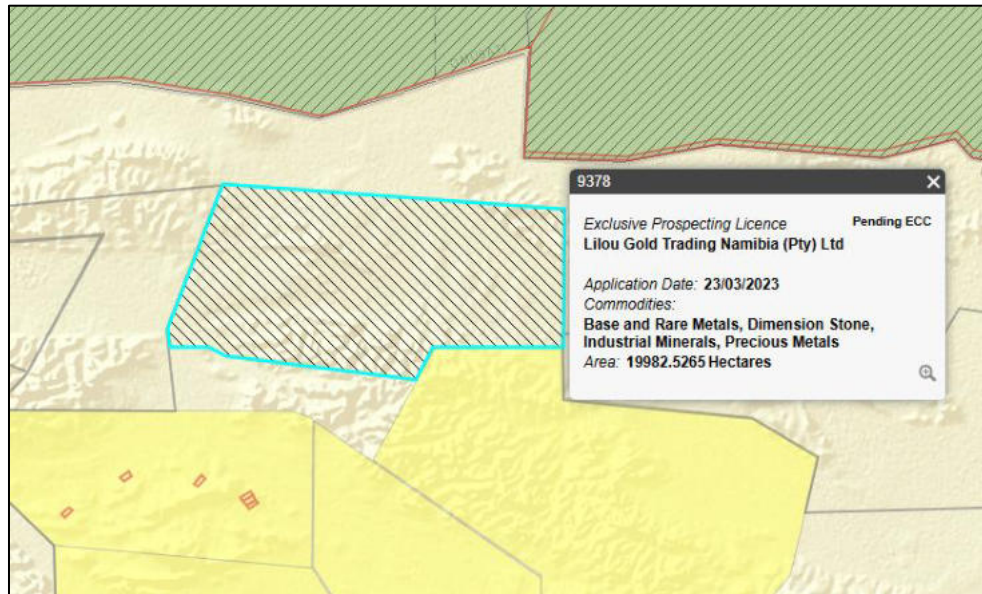 9378
Exclusive Prospecting Licence Pending ECC
Lilou Gold Trading Namibia (Pty) Ltd
Application Date: 23/03/2023
Commodities:
Base and Rare Metals, Dimension Stone,
Industrial Minerals, Precious Metals
Area: 19982.5265 Hectares